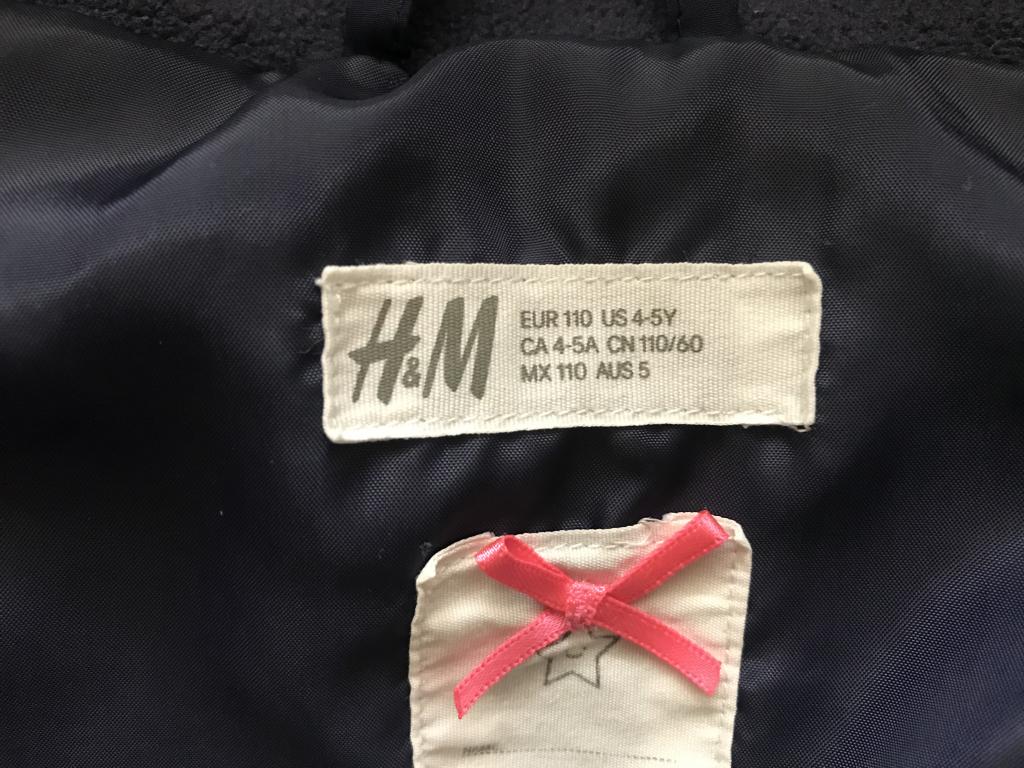 H&M
EUR 110 US 4-5Y
CA 4-5A CN 110/60
MX 110 AUS 5